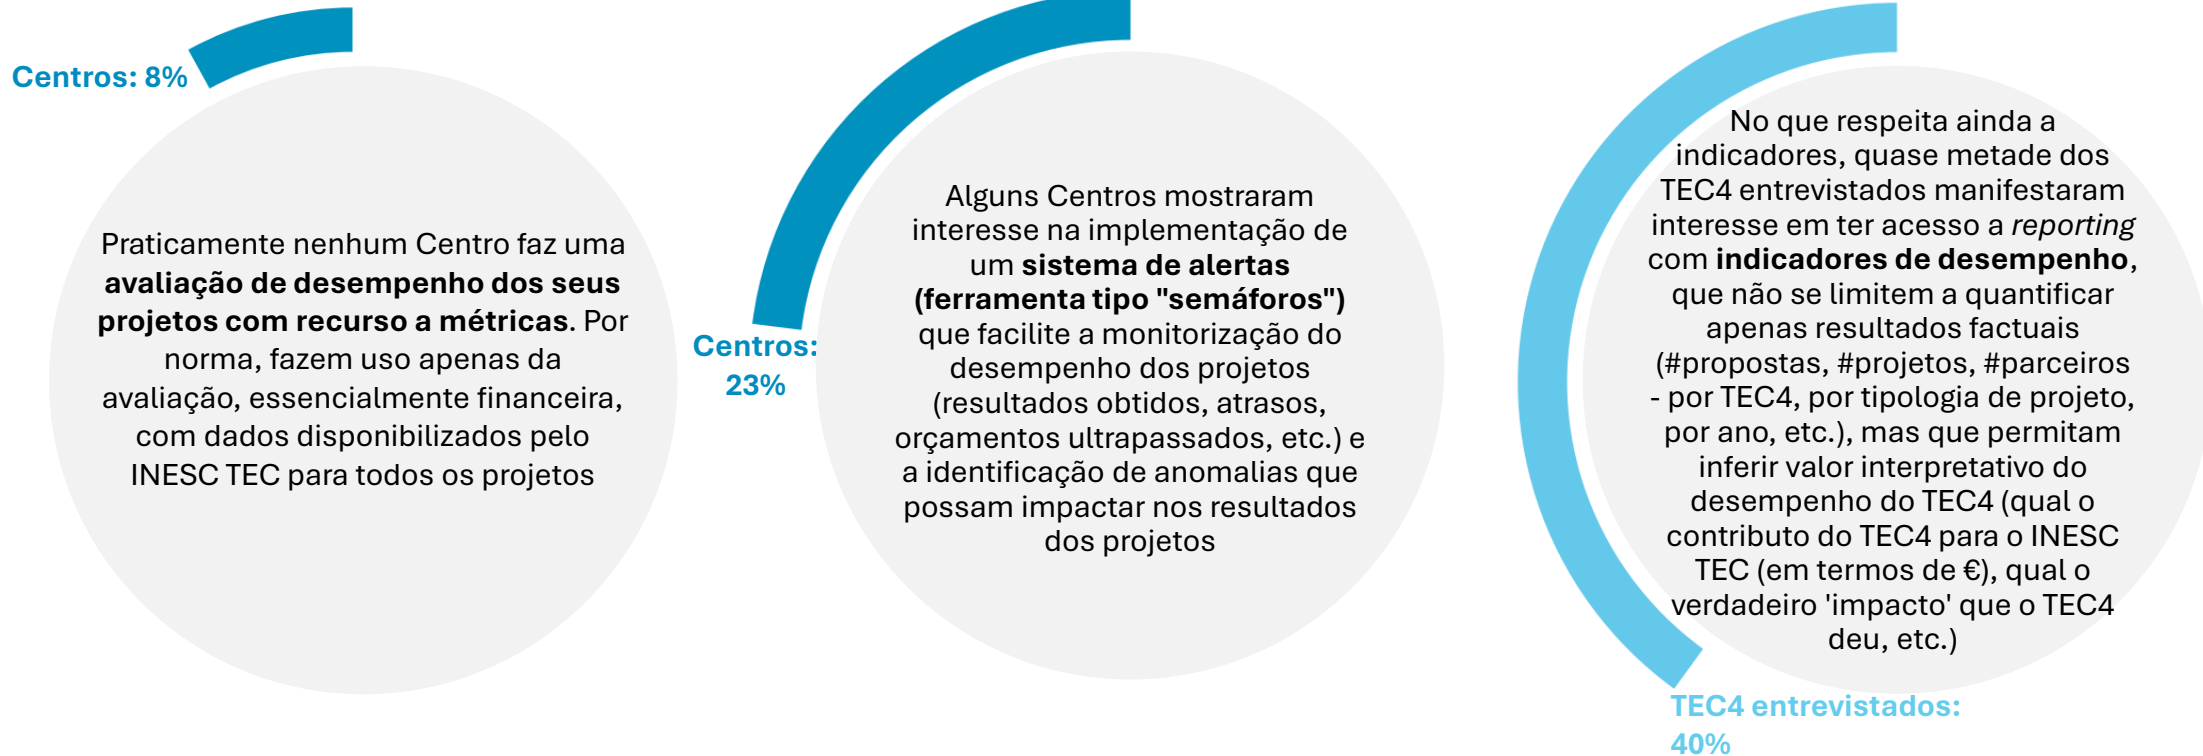 Centros: 8%
Praticamente nenhum Centro faz uma
avaliação de desempenho dos seus
projetos com recurso a métricas. Por
norma, fazem uso apenas da
avaliação, essencialmente financeira,
com dados disponibilizados pelo
INESC TEC para todos os projetos
Centros:
23%
Alguns Centros mostraram
interesse na implementação de
um sistema de alertas
(ferramenta tipo "semáforos")
que facilite a monitorização do
desempenho dos projetos
(resultados obtidos, atrasos,
orçamentos ultrapassados, etc.) e
a identificação de anomalias que
possam impactar nos resultados
dos projetos
No que respeita ainda a
indicadores, quase metade dos
TEC4 entrevistados manifestaram
interesse em ter acesso a reporting
com indicadores de desempenho,
que não se limitem a quantificar
apenas resultados factuais
(#propostas, #projetos, #parceiros
- por TEC4, por tipologia de projeto,
por ano, etc.), mas que permitam
inferir valor interpretativo do
desempenho do TEC4 (qual o
contributo do TEC4 para o INESC
TEC (em termos de €), qual o
verdadeiro 'impacto' que o TEC4
deu, etc.)
TEC4 entrevistados:
40%